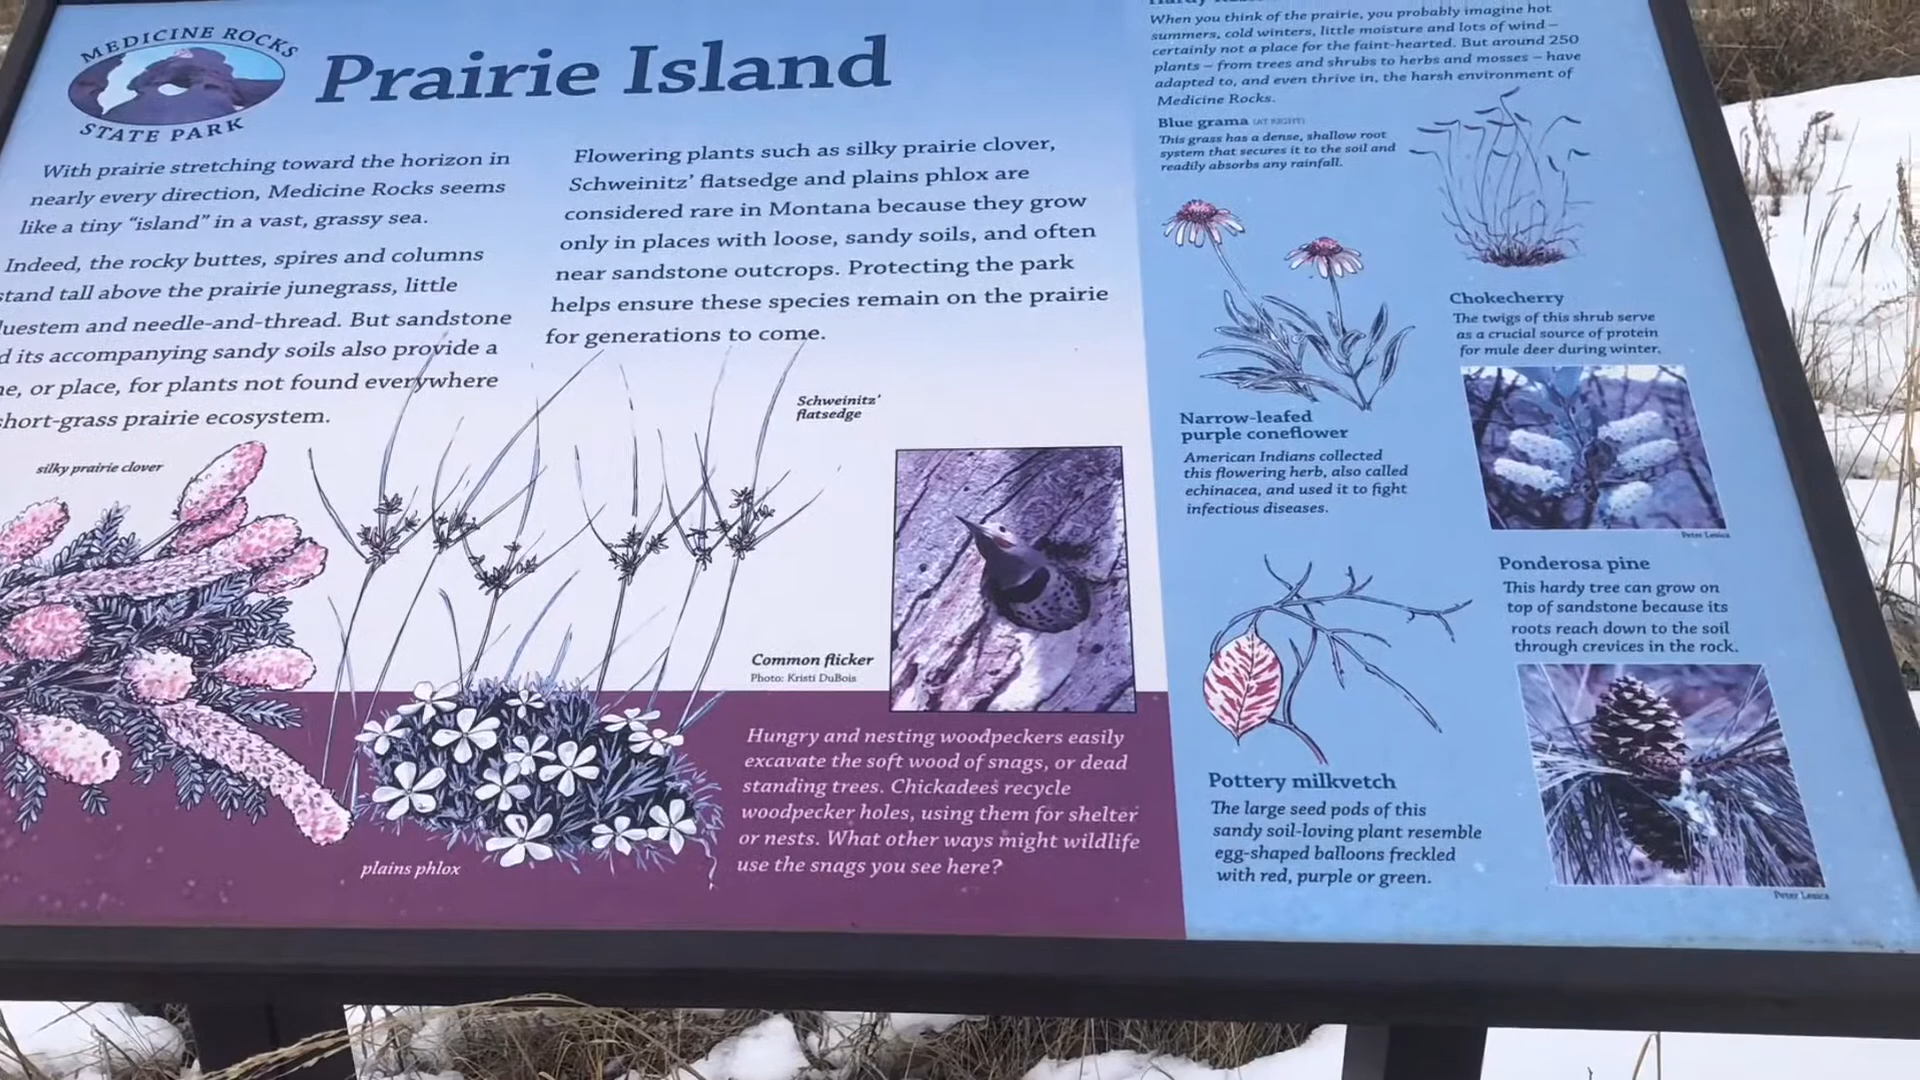 MEDICINE ROCKS
STATE PARK
Prairie Island
With prairie stretching toward the horizon in
nearly every direction, Medicine Rocks seems
like a tiny “island” in a vast, grassy sea.
Indeed, the rocky buttes, spires and columns
stand tall above the prairie junegrass, little
and needle-and-thread. But sandstone
its accompanying sandy soils also provide a
or place, for plants not found everywhere
short-grass prairie ecosystem.
Flowering plants such as silky prairie clover,
Schweinitz’ flatsedge and plains phlox are
considered rare in Montana because they grow
only in places with loose, sandy soils, and often
near sandstone outcrops. Protecting the park
helps ensure these species remain on the prairie
for generations to come.
silky prairie clover
Schweinitz’
flatsedge
plains phlox
Common flicker
Photo: Kristi DuBois
Hungry and nesting woodpeckers easily
excavate the soft wood of snags, or dead
standing trees. Chickadees recycle
woodpecker holes, using them for shelter
or nests. What other ways might wildlife
use the snags you see here?
When you think of the prairie, you probably imagine hot
summers, cold winters, little moisture and lots of wind –
certainly not a place for the faint-hearted. But around 250
plants – from trees and shrubs to herbs and mosses – have
adapted to, and even thrive in, the harsh environment of
Medicine Rocks.
Blue grama (AT RIGHT)
This grass has a dense, shallow root
system that secures it to the soil and
readily absorbs any rainfall.
Narrow-leafed
purple coneflower
American Indians collected
this flowering herb, also called
echinacea, and used it to fight
infectious diseases.
Pottery milkvetch
The large seed pods of this
sandy soil-loving plant resemble
egg-shaped balloons freckled
with red, purple or green.
Chokecherry
The twigs of this shrub serve
as a crucial source of protein
for mule deer during winter.
Peter Lesica
Ponderosa pine
This hardy tree can grow on
top of sandstone because its
roots reach down to the soil
through crevices in the rock.
Peter Lesica